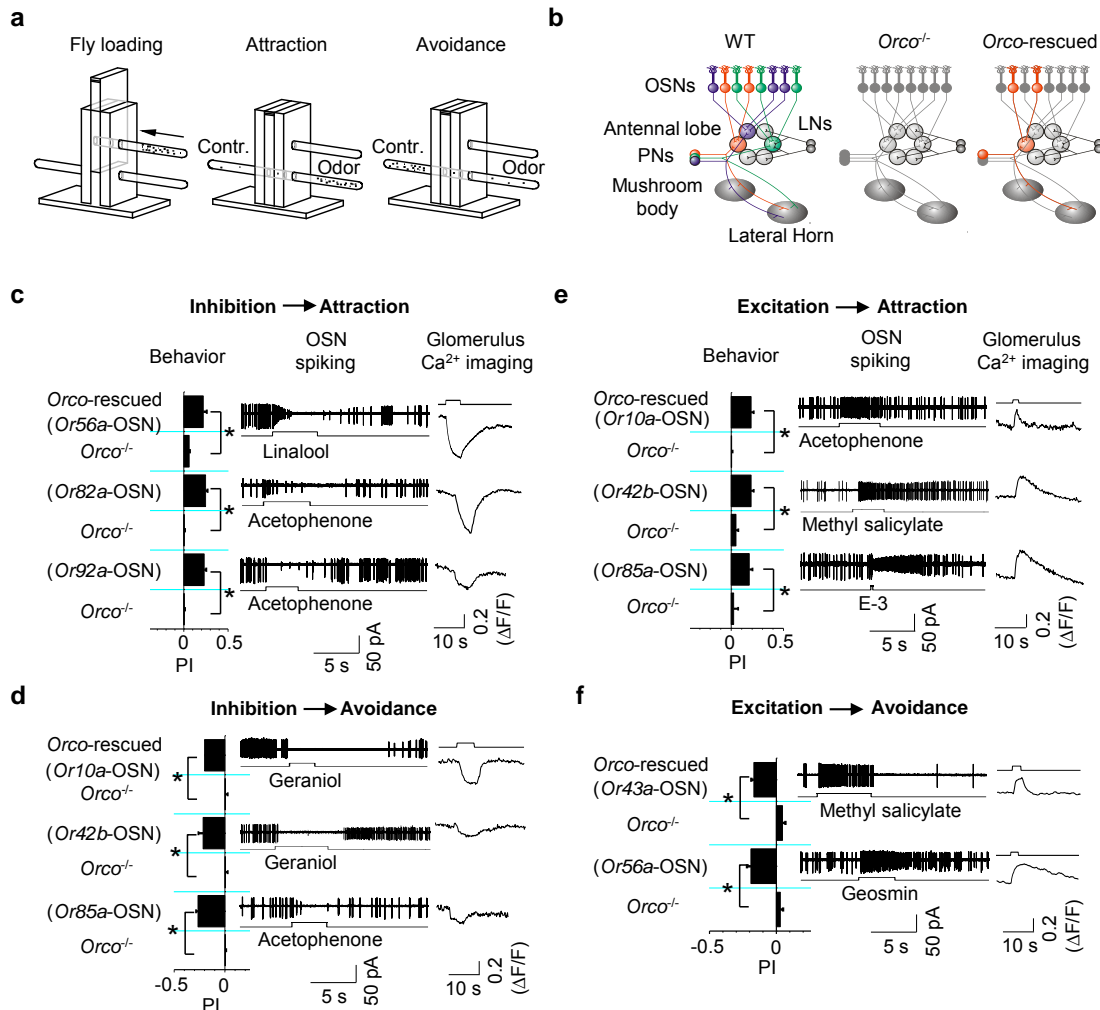 a
Fly loading
Attraction
Avoidance
Contr.
Odor
Contr.
Odor
b
WT
Orco-/-
Orco-rescued
OSNs
LNs
Antennal lobe
PNs
Mushroom
body
Lateral Horn
c
Inhibition → Attraction
Behavior
OSN
spiking
Glomerulus
Ca2+ imaging
Orco-rescued
(Or56a-OSN)
*
Orco-/-
Linalool
(Or82a-OSN)
*
Orco-/-
Acetophenone
(Or92a-OSN)
*
Orco-/-
Acetophenone
0
0.5
PI
5 s
50 pA
10 s
0.2
(ΔF/F)
d
Inhibition → Avoidance
Orco-rescued
(Or10a-OSN)
*
Orco-/-
Geraniol
(Or42b-OSN)
*
Orco-/-
Geraniol
(Or85a-OSN)
*
Orco-/-
Acetophenone
-0.5
0
PI
5 s
50 pA
10 s
0.2
(ΔF/F)
e
Excitation → Attraction
Behavior
OSN
spiking
Glomerulus
Ca2+ imaging
Orco-rescued
(Or10a-OSN)
*
Orco-/-
Acetophenone
(Or42b-OSN)
*
Orco-/-
Methyl salicylate
(Or85a-OSN)
*
Orco-/-
E-3
0
0.5
PI
5 s
50 pA
10 s
0.2
(ΔF/F)
f
Excitation → Avoidance
Orco-rescued
(Or43a-OSN)
*
Orco-/-
Methyl salicylate
(Or56a-OSN)
*
Orco-/-
Geosmin
-0.5
0
PI
5 s
50 pA
10 s
0.2
(ΔF/F)